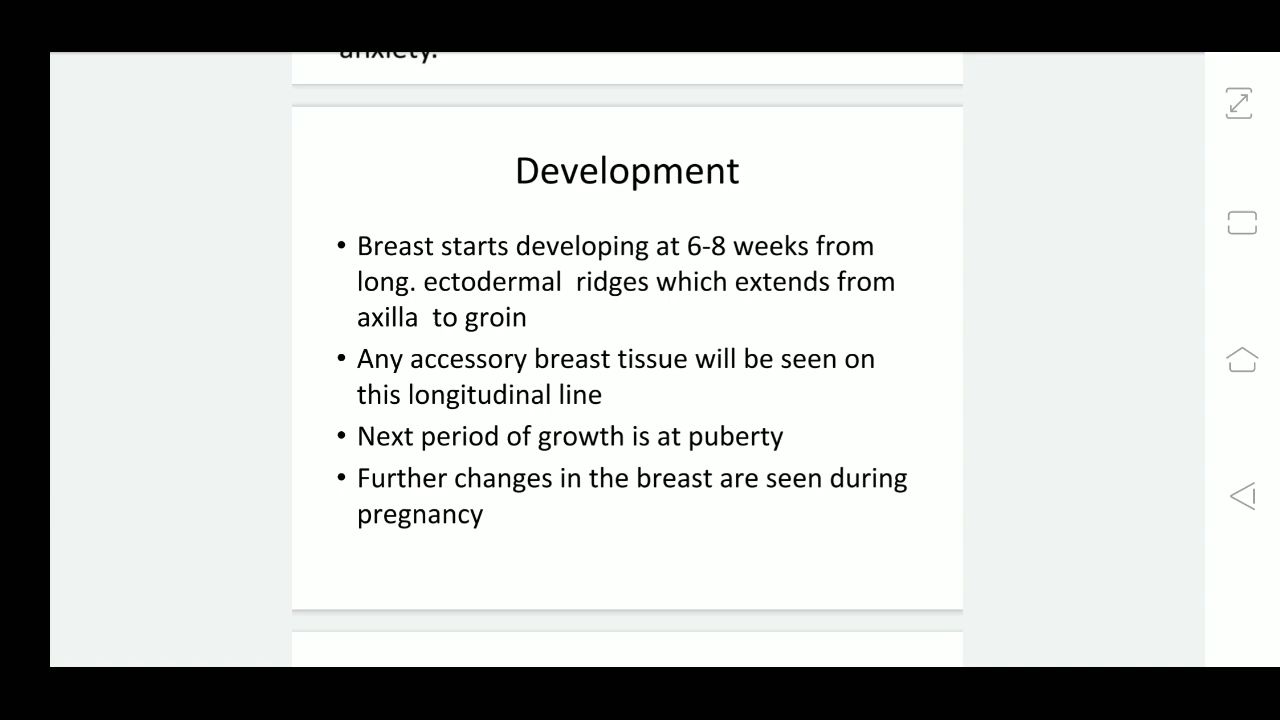 anxiety.
Development
• Breast starts developing at 6-8 weeks from
long. ectodermal ridges which extends from
axilla to groin
• Any accessory breast tissue will be seen on
this longitudinal line
• Next period of growth is at puberty
• Further changes in the breast are seen during
pregnancy